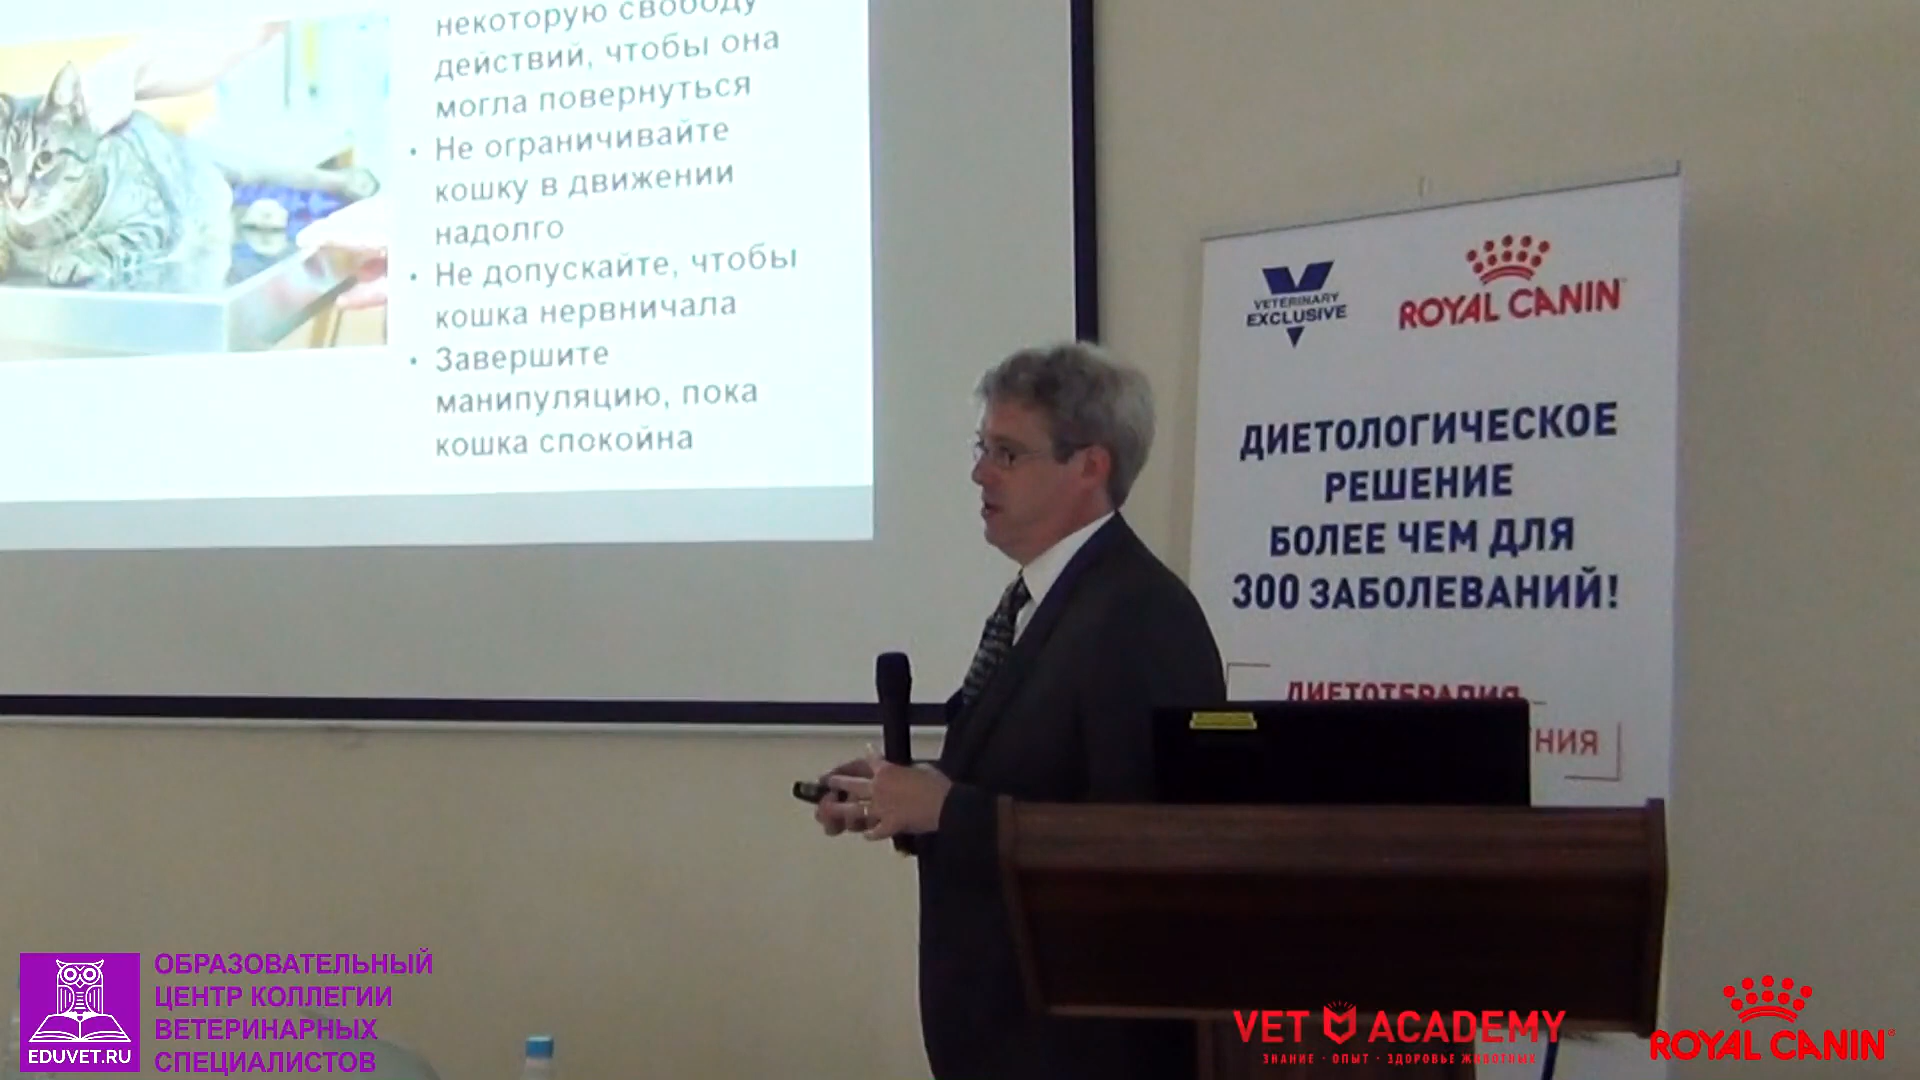 некоторую свободу
действий, чтобы она
могла повернуться
• Не ограничивайте
кошку в движении
надолго
• Не допускайте, чтобы
кошка нервничала
• Завершите
манипуляцию, пока
кошка спокойна
VETERINARY
EXCLUSIVE
ROYAL CANIN
ДИЕТОЛОГИЧЕСКОЕ
РЕШЕНИЕ
БОЛЕЕ ЧЕМ ДЛЯ
300 ЗАБОЛЕВАНИЙ!
ДИЕТОТЕРАПИЯ
НИЯ
EDUVET.RU
ОБРАЗОВАТЕЛЬНЫЙ
ЦЕНТР КОЛЛЕГИИ
ВЕТЕРИНАРНЫХ
СПЕЦИАЛИСТОВ
VET ACADEMY
ЗНАНИЕ · ОПЫТ · ЗДОРОВЬЕ ЖИВОТНЫХ
ROYAL CANIN